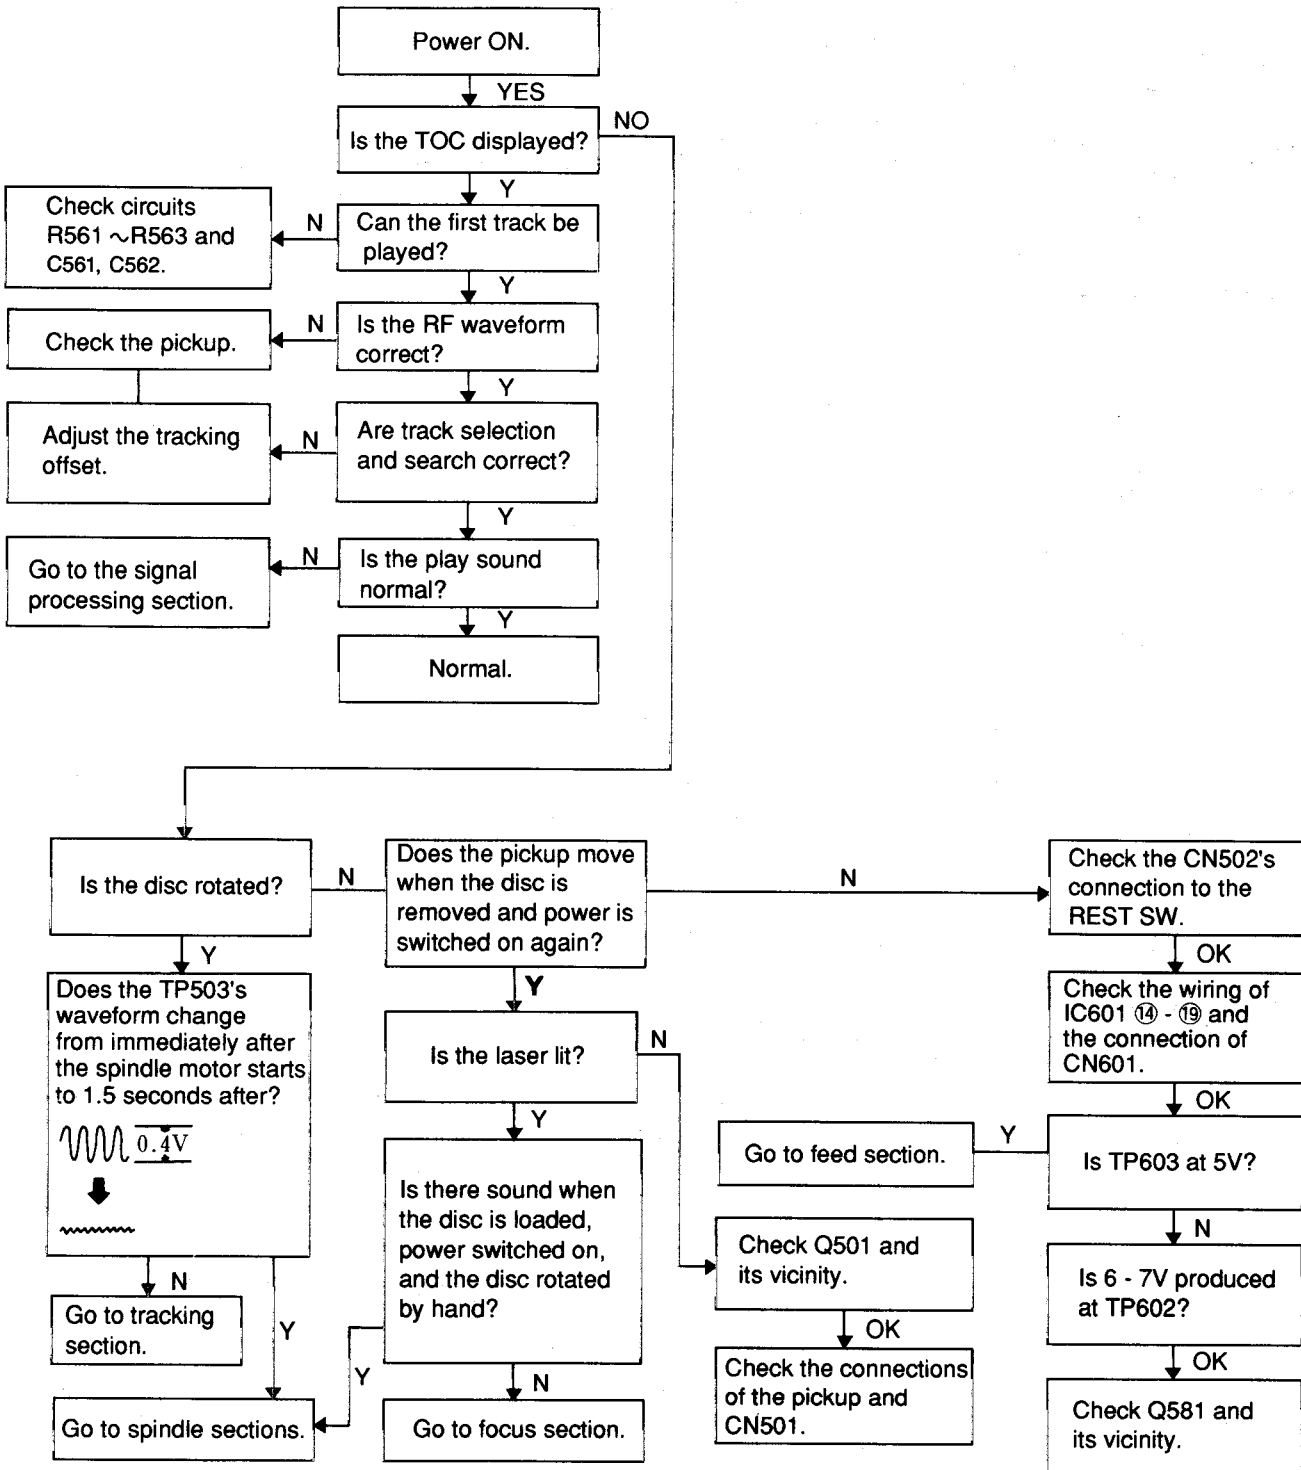 Power ON.
YES
Is the TOC displayed?
NO
Y
Check circuits
R561 ~R563 and
C561, C562.
N
Can the first track be
played?
Y
Check the pickup.
N
Is the RF waveform
correct?
Y
Adjust the tracking
offset.
N
Are track selection
and search correct?
Y
Go to the signal
processing section.
N
Is the play sound
normal?
Y
Normal.
Is the disc rotated?
N
Does the pickup move
when the disc is
removed and power is
switched on again?
N
Check the CN502's
connection to the
REST SW.
Y
Does the TP503's
waveform change
from immediately after
the spindle motor starts
to 1.5 seconds after?
0.4V
N
Go to tracking
section.
Y
Go to spindle sections.
Y
Is the laser lit?
N
Y
Is there sound when
the disc is loaded,
power switched on,
and the disc rotated
by hand?
Y
N
Go to focus section.
Check Q501 and
its vicinity.
OK
Check the connections
of the pickup and
CN501.
OK
Check the wiring of
IC601 ⑭ - ⑲ and
the connection of
CN601.
OK
Is TP603 at 5V?
Y
Go to feed section.
N
Is 6 - 7V produced
at TP602?
OK
Check Q581 and
its vicinity.